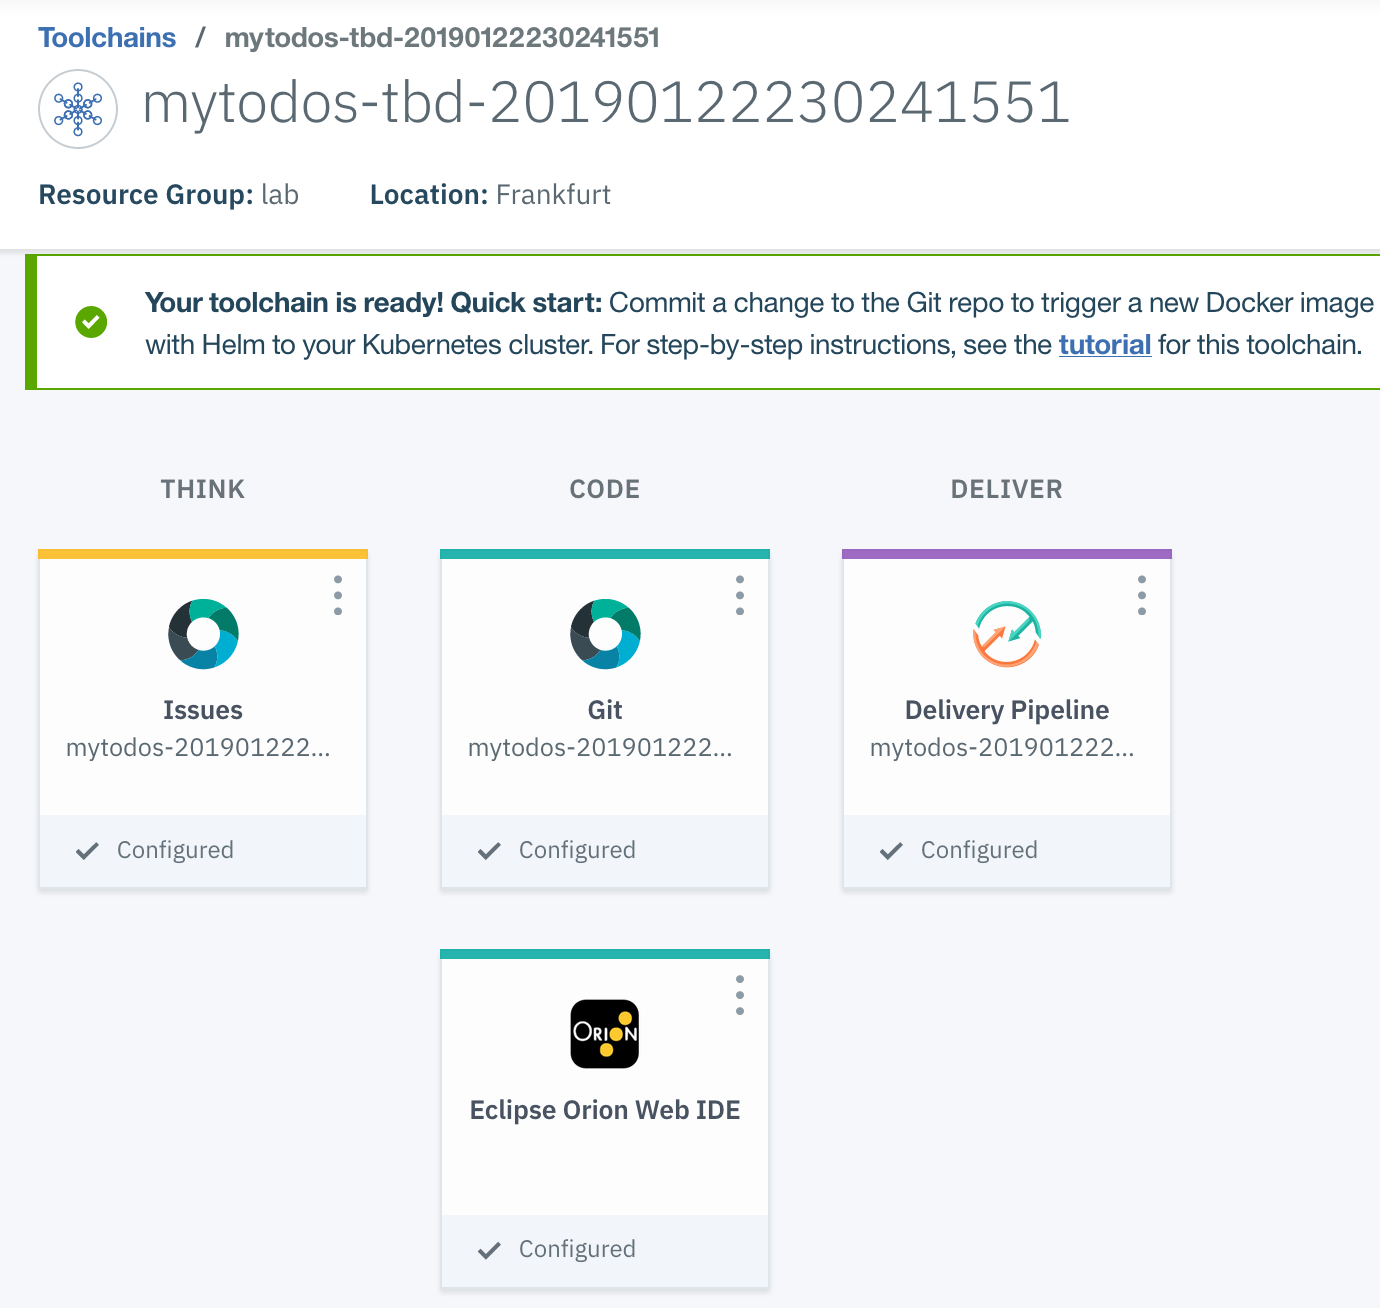 Toolchains / mytodos-tbd-20190122230241551
mytodos-tbd-20190122230241551
Resource Group: lab Location: Frankfurt
Your toolchain is ready! Quick start: Commit a change to the Git repo to trigger a new Docker image
with Helm to your Kubernetes cluster. For step-by-step instructions, see the tutorial for this toolchain.
THINK CODE DELIVER
Issues
mytodos-201901222...
Configured
Git
mytodos-201901222...
Configured
Delivery Pipeline
mytodos-201901222...
Configured
ORION
Eclipse Orion Web IDE
Configured